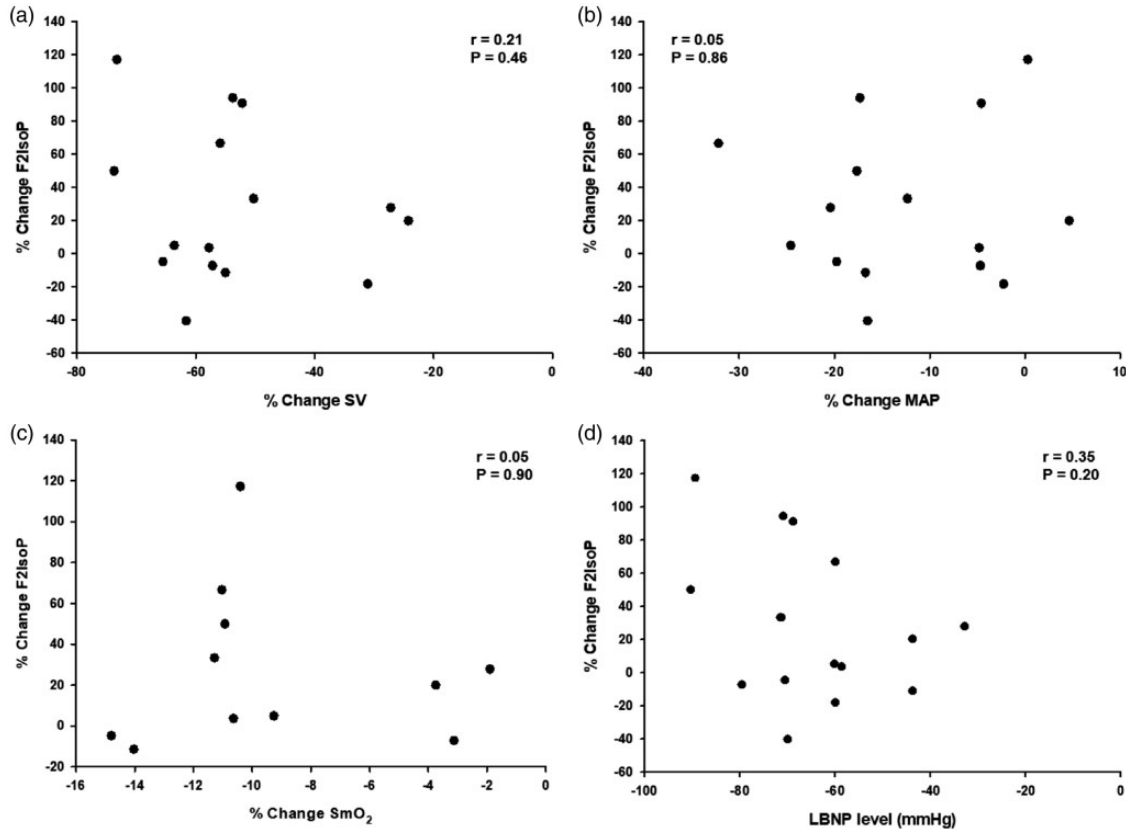 (a)
140
120
100
80
60
40
20
0
-20
-40
-60
% Change F2IsoP
r = 0.21
P = 0.46
-80 -60 -40 -20 0
% Change SV
(b)
140
120
100
80
60
40
20
0
-20
-40
-60
% Change F2IsoP
r = 0.05
P = 0.86
-40 -30 -20 -10 0 10
% Change MAP
(c)
140
120
100
80
60
40
20
0
-20
% Change F2IsoP
r = 0.05
P = 0.90
-16 -14 -12 -10 -8 -6 -4 -2 0
% Change SmO₂
(d)
140
120
100
80
60
40
20
0
-20
-40
-60
% Change F2IsoP
r = 0.35
P = 0.20
-100 -80 -60 -40 -20 0
LBNP level (mmHg)